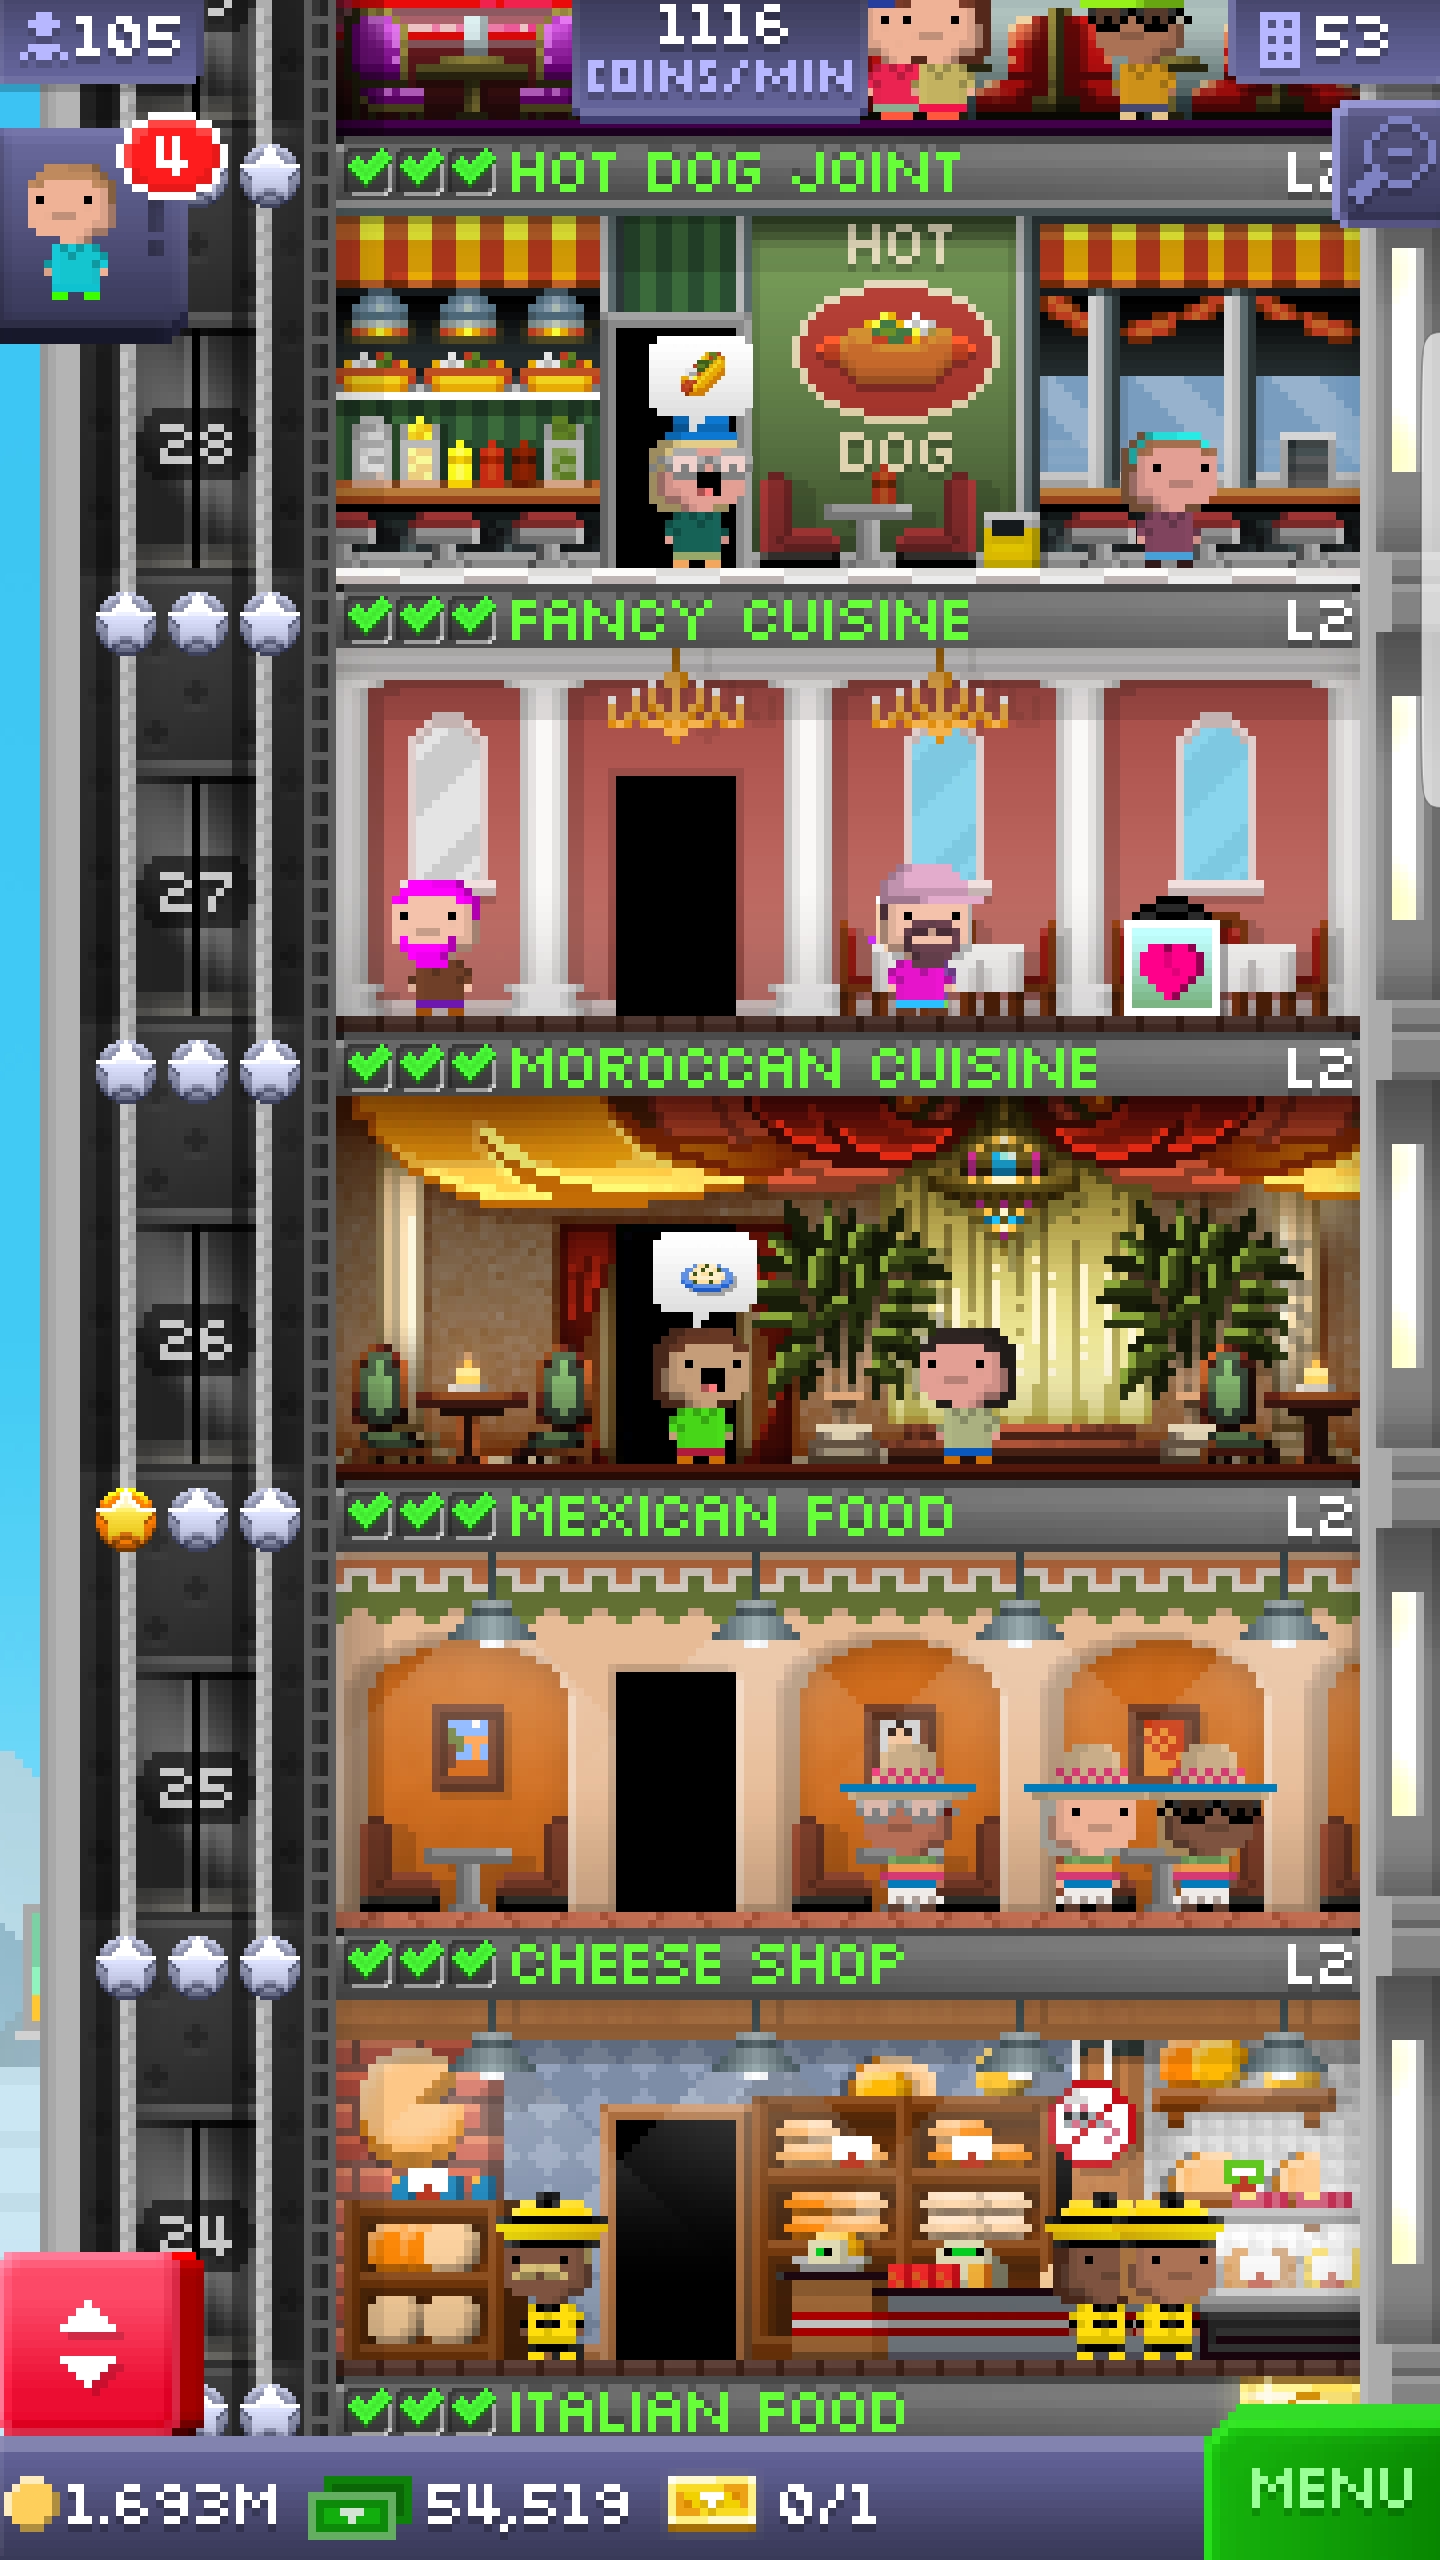 105
1116
COINS/MIN
53
4
HOT DOG JOINT
HOT
DOG
28
FANCY CUISINE L2
27
MOROCCAN CUISINE L2
26
MEXICAN FOOD L2
25
CHEESE SHOP L2
24
ITALIAN FOOD
1.693M 54,519 0/1
MENU